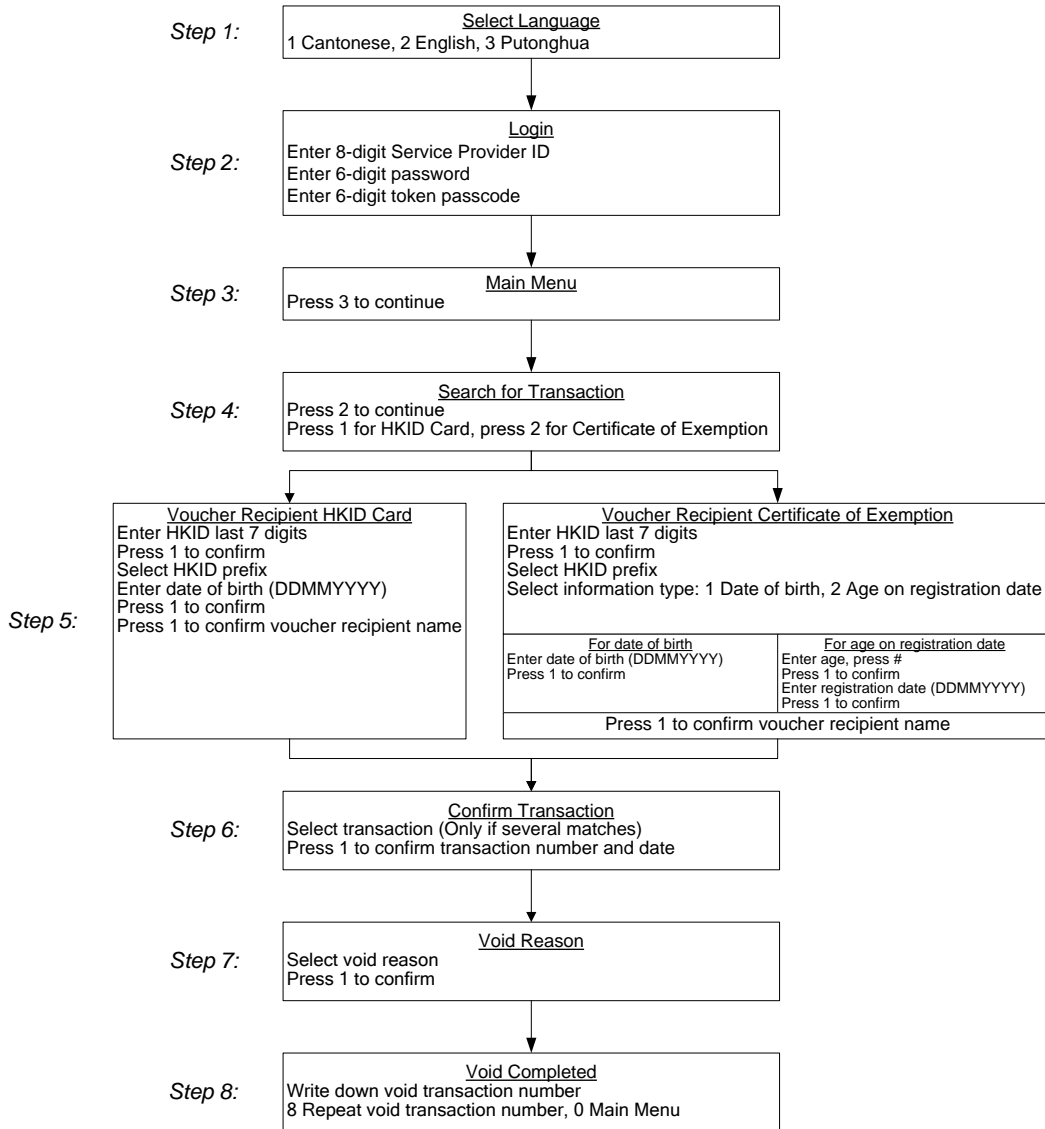 Step 1:
Select Language
1 Cantonese, 2 English, 3 Putonghua
Step 2:
Login
Enter 8-digit Service Provider ID
Enter 6-digit password
Enter 6-digit token passcode
Step 3:
Main Menu
Press 3 to continue
Step 4:
Search for Transaction
Press 2 to continue
Press 1 for HKID Card, press 2 for Certificate of Exemption
Step 5:
Voucher Recipient HKID Card
Enter HKID last 7 digits
Press 1 to confirm
Select HKID prefix
Enter date of birth (DDMMYYYY)
Press 1 to confirm
Press 1 to confirm voucher recipient name
Voucher Recipient Certificate of Exemption
Enter HKID last 7 digits
Press 1 to confirm
Select HKID prefix
Select information type: 1 Date of birth, 2 Age on registration date
For date of birth
Enter date of birth (DDMMYYYY)
Press 1 to confirm
For age on registration date
Enter age, press #
Press 1 to confirm
Enter registration date (DDMMYYYY)
Press 1 to confirm
Press 1 to confirm voucher recipient name
Step 6:
Confirm Transaction
Select transaction (Only if several matches)
Press 1 to confirm transaction number and date
Step 7:
Void Reason
Select void reason
Press 1 to confirm
Step 8:
Void Completed
Write down void transaction number
8 Repeat void transaction number, 0 Main Menu